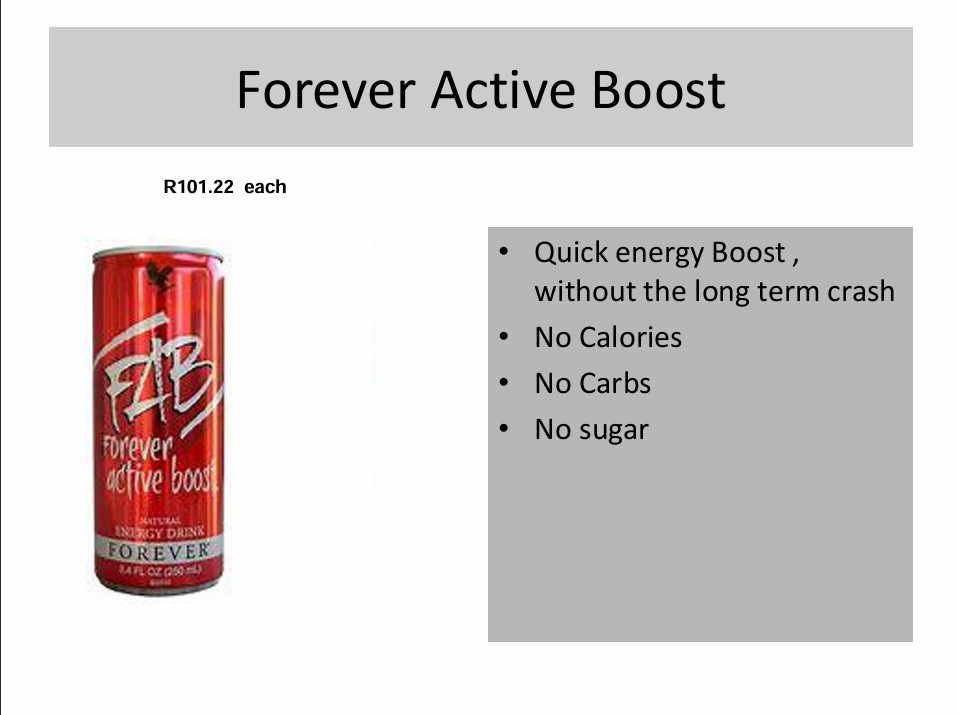 Forever Active Boost
R101.22 each
FAB
Forever
active boost
NATURAL
ENERGY DRINK
FOREVER
8.4 FL OZ (250 mL)
• Quick energy Boost ,
without the long term crash
• No Calories
• No Carbs
• No sugar